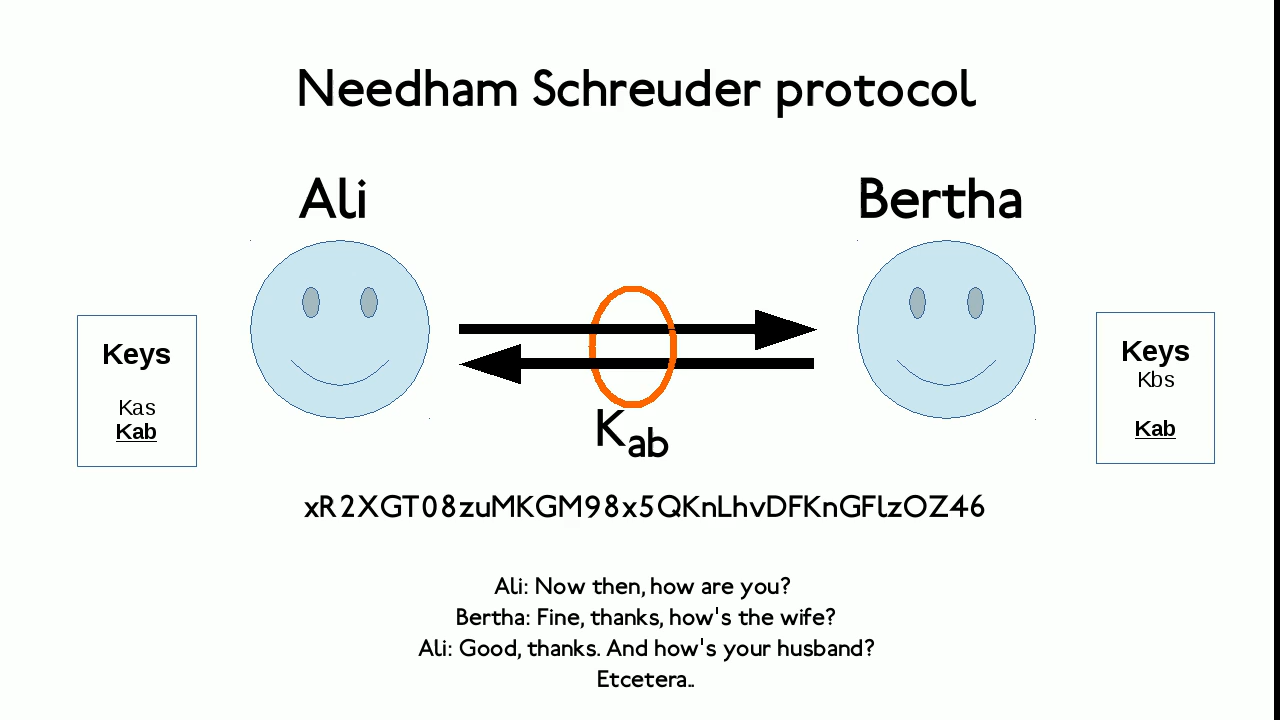 Needham Schreuder protocol
Ali
Bertha
Keys
Kas
Kab
Keys
Kbs
Kab
Kab
xR2XGT08zuMKGM98x5QKnLhvDFKnGFlzOZ46
Ali: Now then, how are you?
Bertha: Fine, thanks, how's the wife?
Ali: Good, thanks. And how's your husband?
Etcetera..